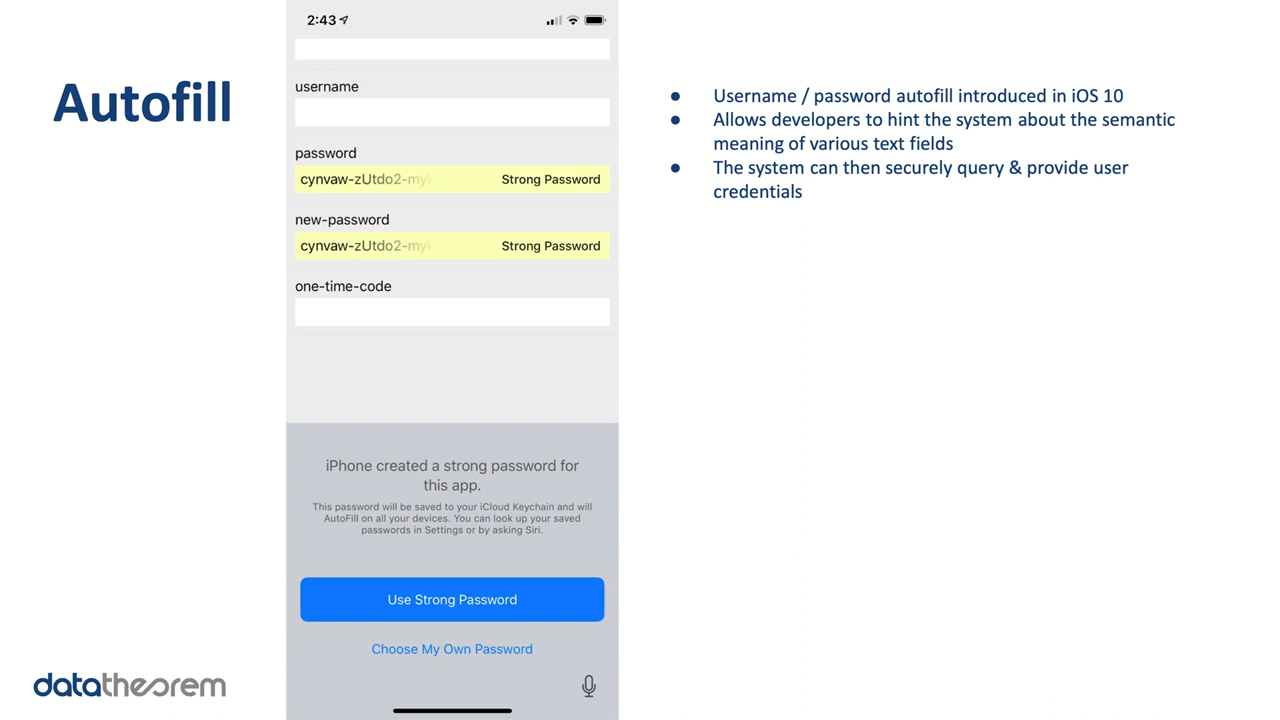 Autofill
2:43
username
password
cynvaw-zUtdo2-myk
Strong Password
new-password
cynvaw-zUtdo2-myk
Strong Password
one-time-code
iPhone created a strong password for
this app.
This password will be saved to your iCloud Keychain and will
AutoFill on all your devices. You can look up your saved
passwords in Settings or by asking Siri.
Use Strong Password
Choose My Own Password
● Username / password autofill introduced in iOS 10
● Allows developers to hint the system about the semantic
meaning of various text fields
● The system can then securely query & provide user
credentials
datatheorem